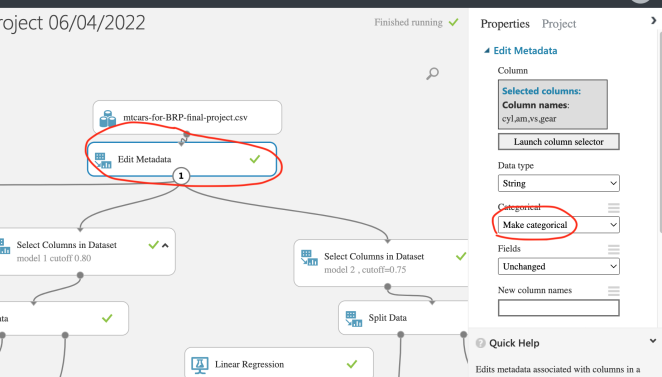 roject 06/04/2022
Finished running
mtcars-for-BRP-final-project.csv
Edit Metadata
1
Select Columns in Dataset
model 1 cutoff 0.80
Select Columns in Dataset
model 2 , cutoff=0.75
ata
Split Data
Linear Regression
Properties Project
Edit Metadata
Column
Selected columns:
Column names:
cyl,am,vs,gear
Launch column selector
Data type
String
Categorical
Make categorical
Fields
Unchanged
New column names
Quick Help
Edits metadata associated with columns in a